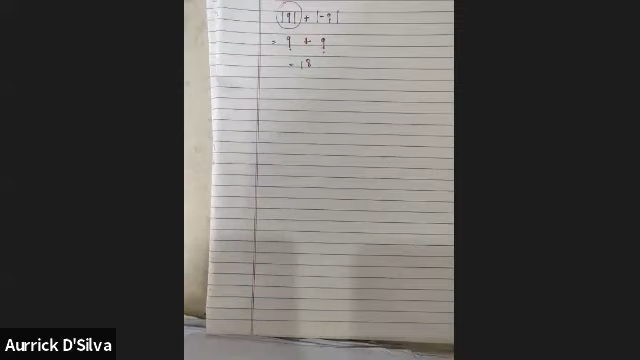 |9| + |-9|
= 9 + 9
= 18
Aurrick D'Silva